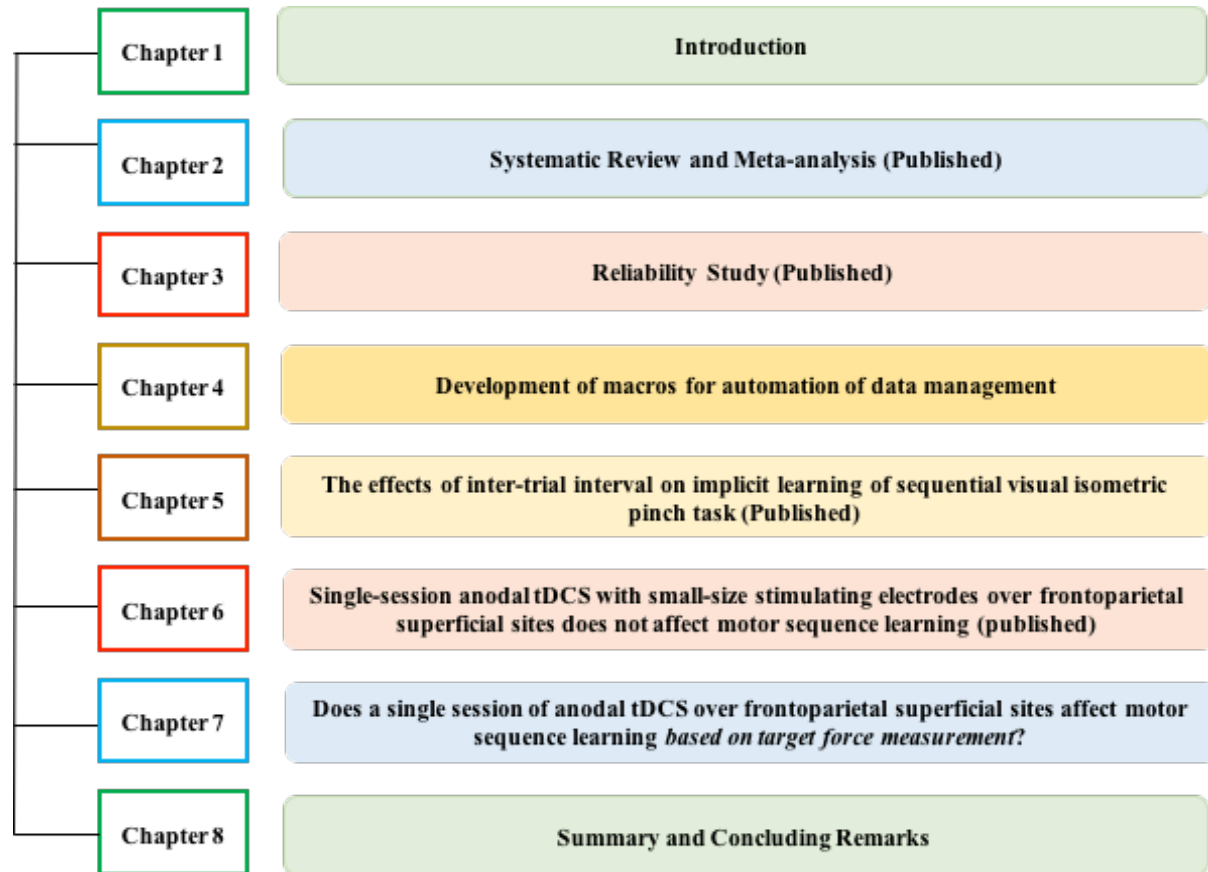 Chapter 1
Introduction
Chapter 2
Systematic Review and Meta-analysis (Published)
Chapter 3
Reliability Study (Published)
Chapter 4
Development of macros for automation of data management
Chapter 5
The effects of inter-trial interval on implicit learning of sequential visual isometric
pinch task (Published)
Chapter 6
Single-session anodal tDCS with small-size stimulating electrodes over frontoparietal
superficial sites does not affect motor sequence learning (published)
Chapter 7
Does a single session of anodal tDCS over frontoparietal superficial sites affect motor
sequence learning based on target force measurement?
Chapter 8
Summary and Concluding Remarks